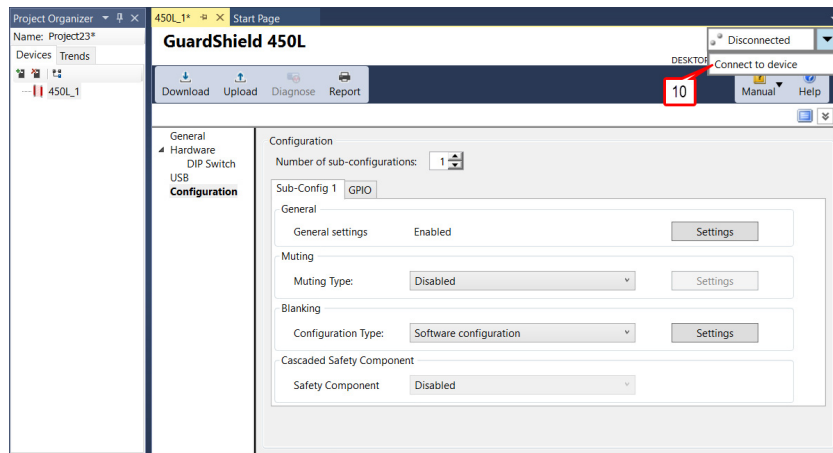 Project Organizer
Name: Project23*
Devices Trends
450L_1
450L_1* Start Page
GuardShield 450L
Disconnected
DESKTOP
Connect to device
10
Download Upload Diagnose Report
Manual Help
General
Hardware
DIP Switch
USB
Configuration
Configuration
Number of sub-configurations: 1
Sub-Config 1 GPIO
General
General settings Enabled Settings
Muting
Muting Type: Disabled Settings
Blanking
Configuration Type: Software configuration Settings
Cascaded Safety Component
Safety Component Disabled